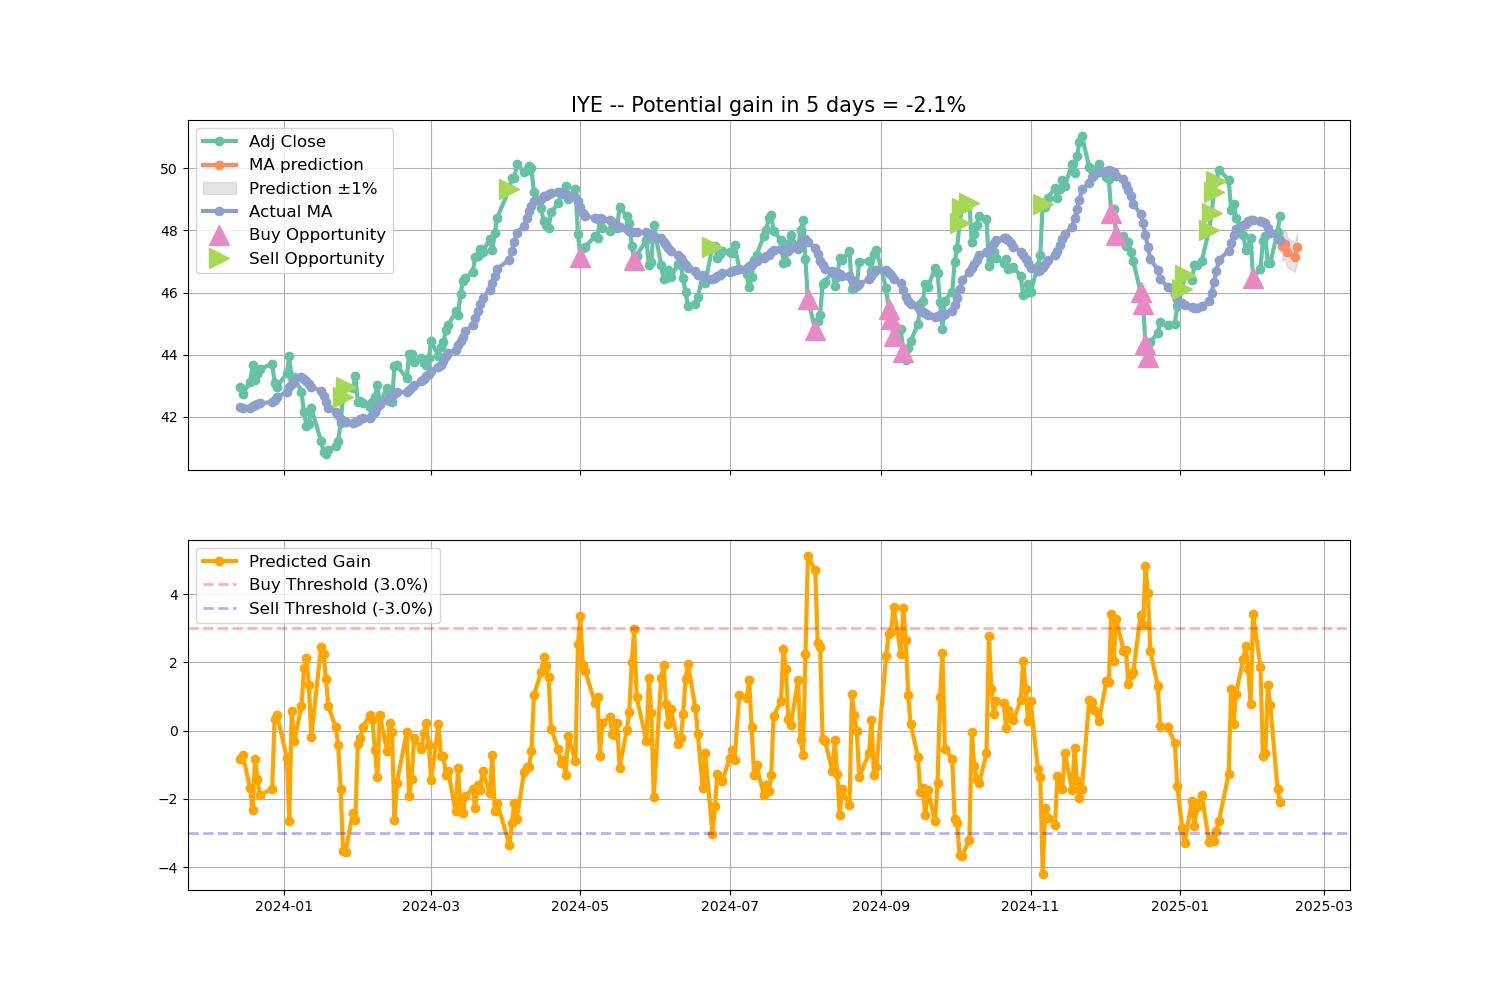 IYE -- Potential gain in 5 days = -2.1%
Adj Close
MA prediction
Prediction ±1%
Actual MA
Buy Opportunity
Sell Opportunity
50
48
46
44
42
Predicted Gain
Buy Threshold (3.0%)
Sell Threshold (-3.0%)
4
2
0
−2
−4
2024-01 2024-03 2024-05 2024-07 2024-09 2024-11 2025-01 2025-03